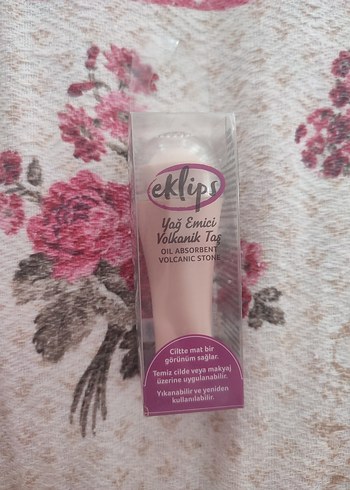 eklips
Yağ Emici
Volkanik Taş
OIL ABSORBENT
VOLCANIC STONE
Ciltte mat bir
görünüm sağlar.
Temiz cilde veya makyaj
üzerine uygulanabilir.
Yıkanabilir ve yeniden
kullanılabilir.